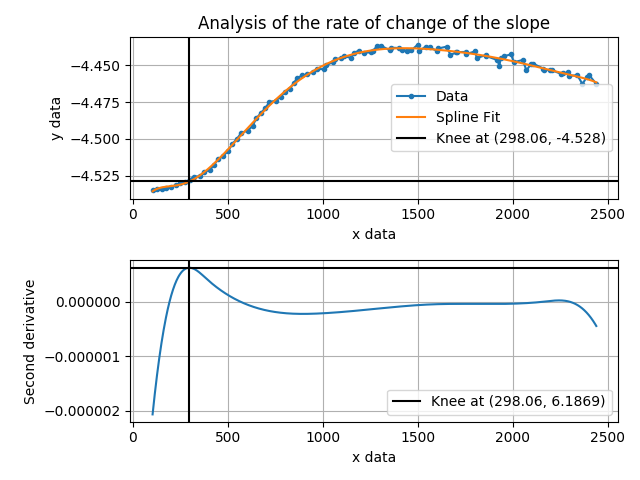 Analysis of the rate of change of the slope
y data
−4.450
−4.475
−4.500
−4.525
Data
Spline Fit
Knee at (298.06, -4.528)
0 500 1000 1500 2000 2500
x data
Second derivative
0.000000
−0.000001
−0.000002
Knee at (298.06, 6.1869)
0 500 1000 1500 2000 2500
x data